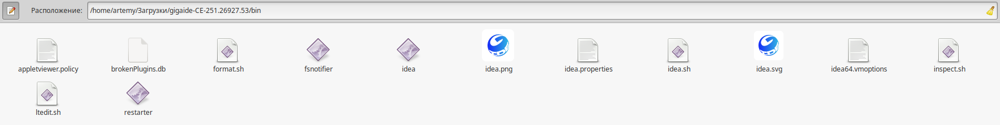 Расположение: /home/artemy/Загрузки/gigaide-CE-251.26927.53/bin
appletviewer.policy brokenPlugins.db format.sh fsnotifier idea idea.png idea.properties idea.sh idea.svg idea64.vmoptions inspect.sh
ltedit.sh restarter